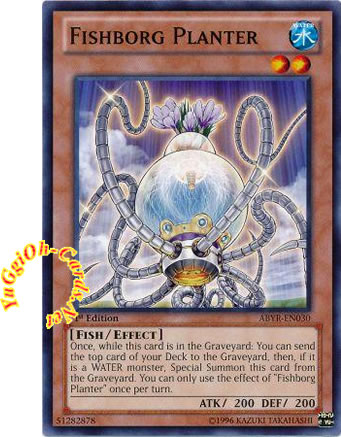 FISHBORG PLANTER
WATER
水
YuGgiOh-Cards.Net
1st Edition
ABYR-EN030
[FISH / EFFECT]
Once, while this card is in the Graveyard: You can send
the top card of your Deck to the Graveyard, then, if it
is a WATER monster, Special Summon this card from
the Graveyard. You can only use the effect of "Fishborg
Planter" once per turn.
ATK/ 200 DEF/ 200
51282878
©1996 KAZUKI TAKAHASHI